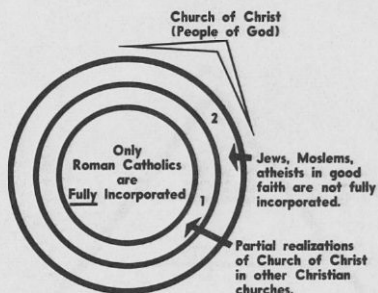 Church of Christ
(People of God)
2
Only
Roman Catholics
are
Fully Incorporated
1
Jews, Moslems,
atheists in good
faith are not fully
incorporated.
Partial realizations
of Church of Christ
in other Christian
churches.